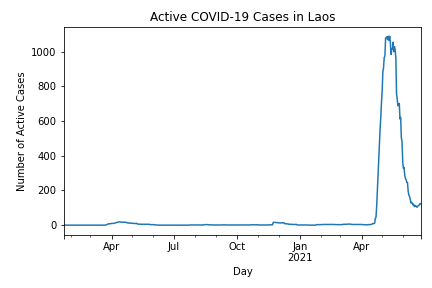 Active COVID-19 Cases in Laos
Number of Active Cases
1000
800
600
400
200
0
Apr
Jul
Oct
Jan
2021
Apr
Day